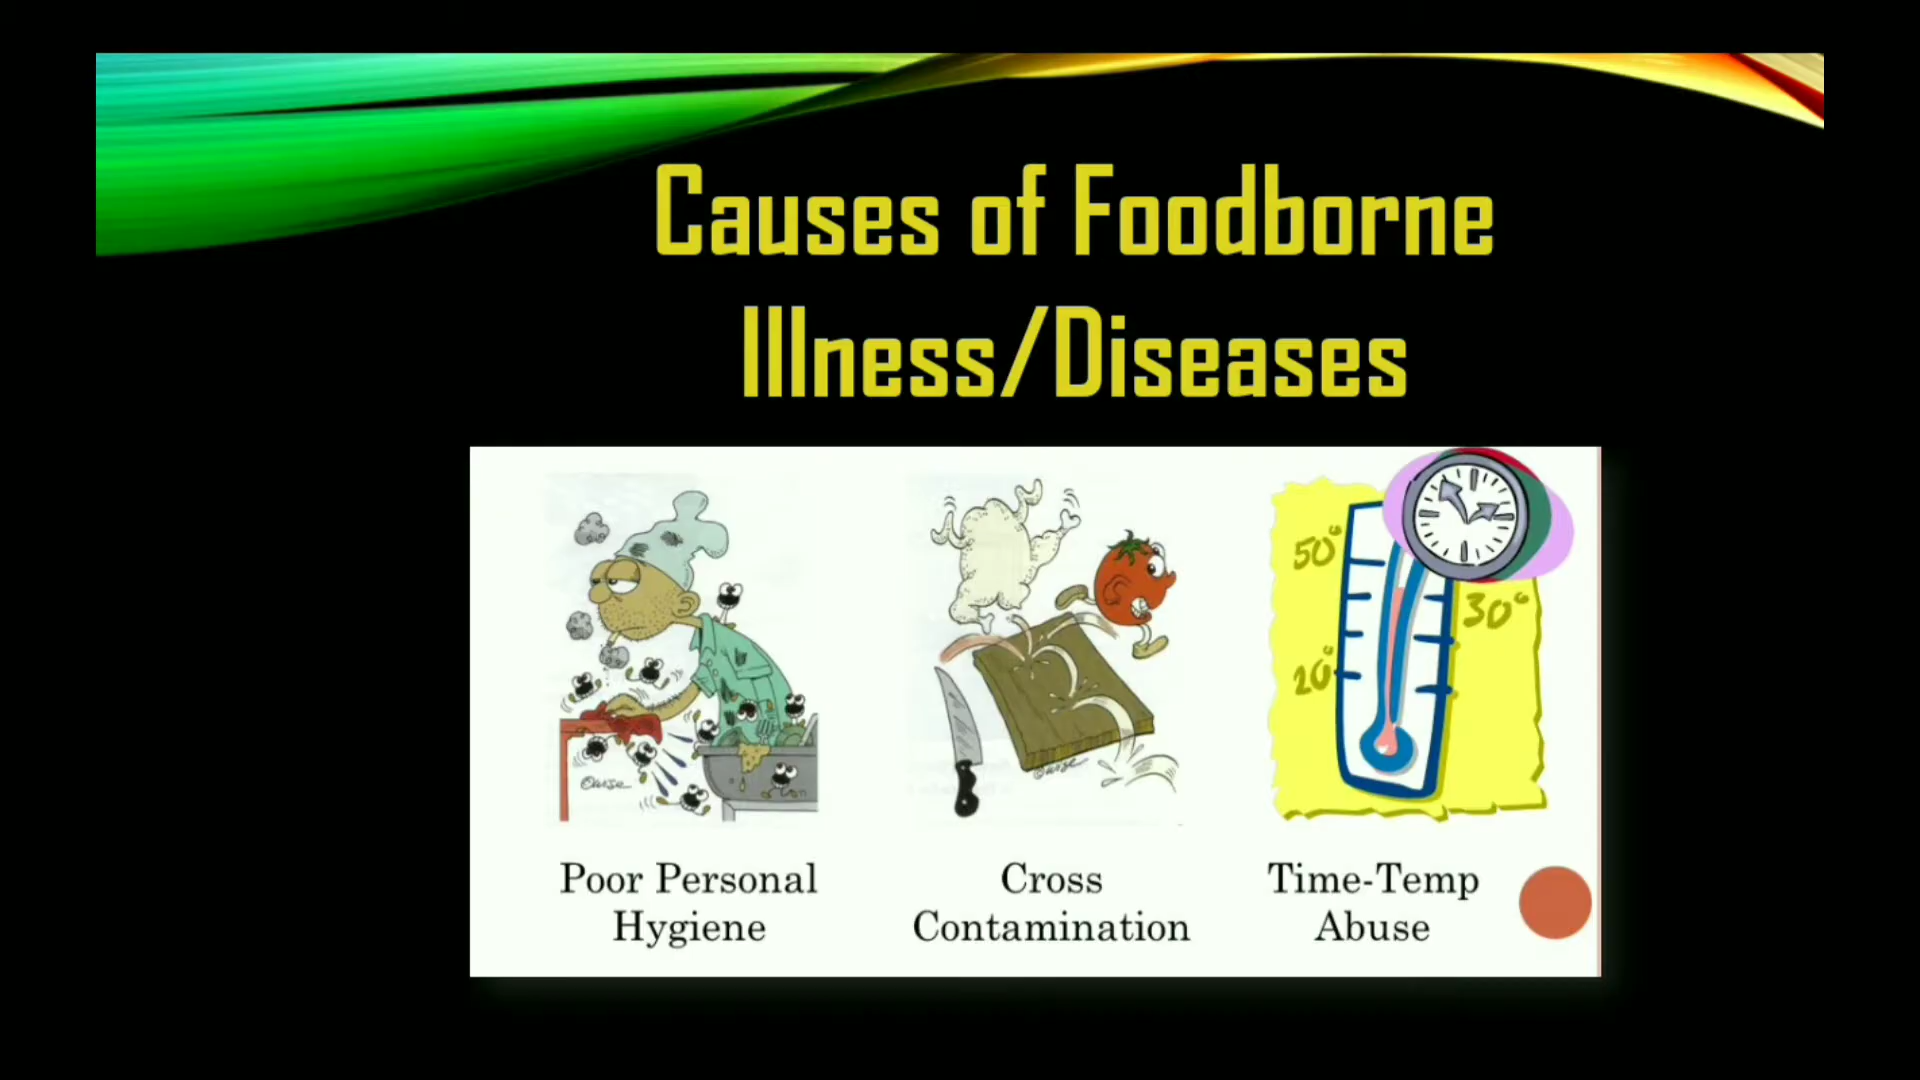 Causes of Foodborne
Illness/Diseases
50°
30°
20°
Poor Personal
Hygiene
Cross
Contamination
Time-Temp
Abuse